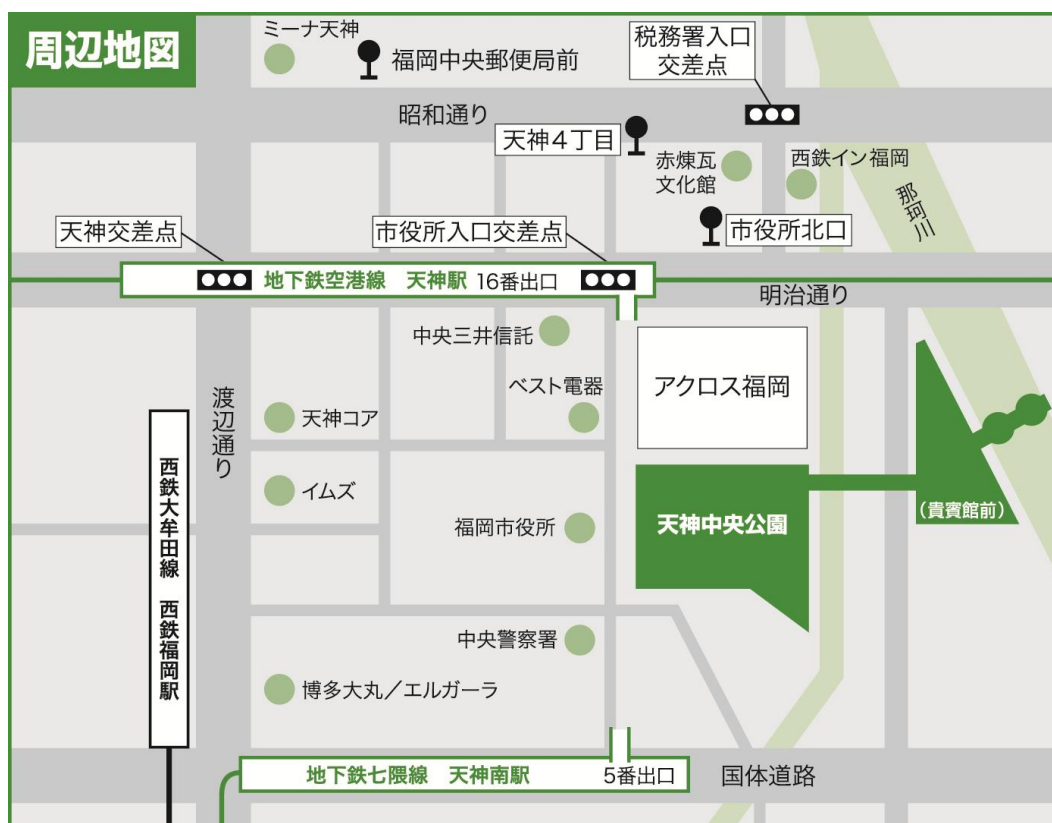 周辺地図
ミーナ天神
福岡中央郵便局前
税務署入口
交差点
昭和通り
天神4丁目
赤煉瓦
文化館
西鉄イン福岡
那珂川
天神交差点
市役所入口交差点
市役所北口
地下鉄空港線 天神駅 16番出口
明治通り
中央三井信託
ベスト電器
アクロス福岡
渡辺通り
天神コア
西鉄大牟田線 西鉄福岡駅
イムズ
福岡市役所
天神中央公園
(貴賓館前)
中央警察署
博多大丸/エルガーラ
地下鉄七隈線 天神南駅 5番出口
国体道路